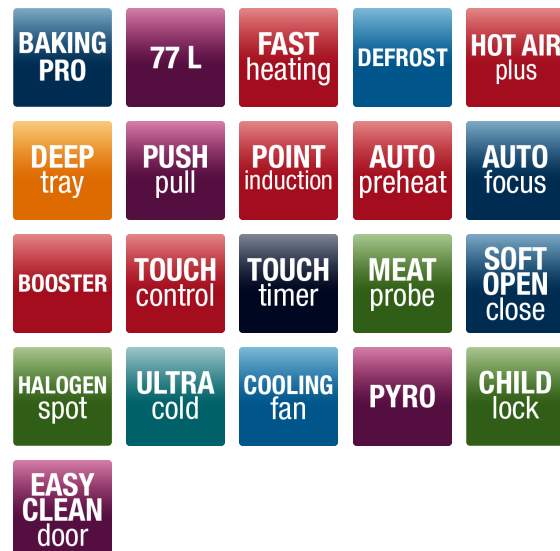 BAKING
PRO
77 L
FAST
heating
DEFROST
HOT AIR
plus
DEEP
tray
PUSH
pull
POINT
induction
AUTO
preheat
AUTO
focus
BOOSTER
TOUCH
control
TOUCH
timer
MEAT
probe
SOFT
OPEN
close
HALOGEN
spot
ULTRA
cold
COOLING
fan
PYRO
CHILD
lock
EASY
CLEAN
door